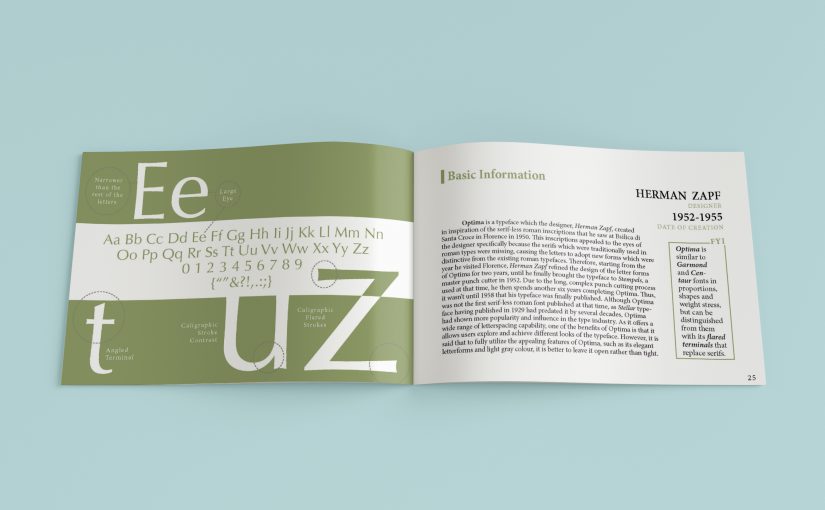 Narrower
than the
rest of the
letters
Ee
Large
Eye
Aa Bb Cc Dd Ee Ff Gg Hh Ii Jj Kk Ll Mm Nn
Oo Pp Qq Rr Ss Tt Uu Vv Ww Xx Yy Zz
0 1 2 3 4 5 6 7 8 9
{“”&?!,.:;}
t
Angled
Terminal
Caligraphic
Stroke
Contrast
u
Caligraphic
Flared
Strokes
z
Basic Information
HERMAN ZAPF
DESIGNER
1952-1955
DATE OF CREATION
Optima is a typeface which the designer, Herman Zapf, created
in inspiration of the serif-less roman inscriptions that he saw at Bsilica di
Santa Croce in Florence in 1950. This inscriptions appealed to the eyes of
the designer specifically because the serifs which were traditionally used in
roman types were missing, causing the letters to adopt new forms which were
distinctive from the existing roman typefaces. Therefore, starting from the
year he visited Florence, Herman Zapf refined the design of the letter forms
of Optima for two years, until he finally brought the typeface to Stempels, a
master punch cutter in 1952. Due to the long, complex punch cutting process
used at that time, he then spends another six years completing Optima. Thus,
it wasn't until 1958 that his typeface was finally published. Although Optima
was not the first serif-less roman font published at that time, as Stellar type-
face having published in 1929 had predated it by several decades, Optima
had shown more popularity and influence in the type industry. As it offers a
wide range of letterspacing capability, one of the benefits of Optima is that it
allows users explore and achieve different looks of the typeface. However, it is
said that to fully utilize the appealing features of Optima, such as its elegant
letterforms and light gray colour, it is better to leave it open rather than tight.
FYI
Optima is
similar to
Garmond
and Cen-
taur fonts in
proportions,
shapes and
weight stress,
but can be
distinguished
from them
with its flared
terminals that
replace serifs.
25